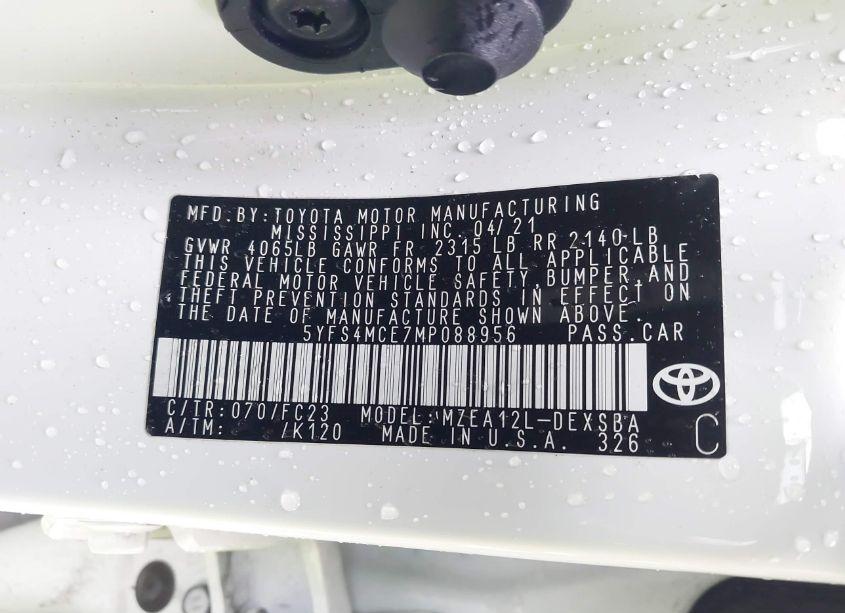 MFD.BY:TOYOTA MOTOR MANUFACTURING
MISSISSIPPI INC. 04/21
GVWR 4065LB GAWR FR 2315 LB RR 2140 LB
THIS VEHICLE CONFORMS TO ALL APPLICABLE
FEDERAL MOTOR VEHICLE SAFETY,BUMPER,AND
THEFT PREVENTION STANDARDS IN EFFECT ON
THE DATE OF MANUFACTURE SHOWN ABOVE.
5YFS4MCE7MP088956 PASS.CAR
C/TR:070/FC23 MODEL:MZEA12L-DEXSBA
A/TM: /K120 MADE IN U.S.A. 326 C